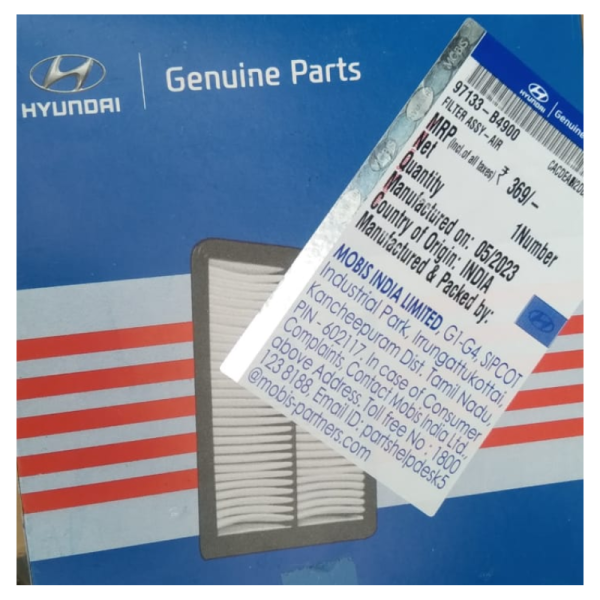 HYUNDAI
Genuine Parts
MOBIS
Genuine
97133-B4900
FILTER ASSY-AIR
MRP (Incl.of all taxes) ₹ 369/-
Net
Quantity 1Number
Manufactured on: 05/2023
Country of Origin: INDIA
Manufactured & Packed by:
MOBIS INDIA LIMITED, G1-G4, SIPCOT
Industrial Park, Irrungattukottai,
Kancheepuram Dist. Tamil Nadu
PIN - 602117. In case of Consumer
Complaints, Contact Mobis India Ltd.,
above Address, Toll free No : 1800
123 8188, Email ID: partshelpdesk5
@mobis-partners.com